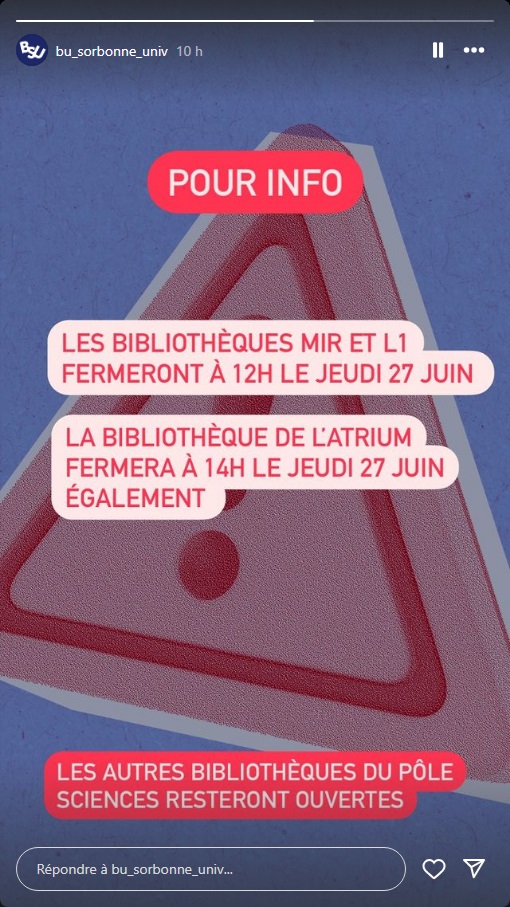 BSU
bu_sorbonne_univ 10 h
POUR INFO
LES BIBLIOTHÈQUES MIR ET L1
FERMERONT À 12H LE JEUDI 27 JUIN
LA BIBLIOTHÈQUE DE L'ATRIUM
FERMERA À 14H LE JEUDI 27 JUIN
ÉGALEMENT
LES AUTRES BIBLIOTHÈQUES DU PÔLE
SCIENCES RESTERONT OUVERTES
Répondre à bu_sorbonne_univ...